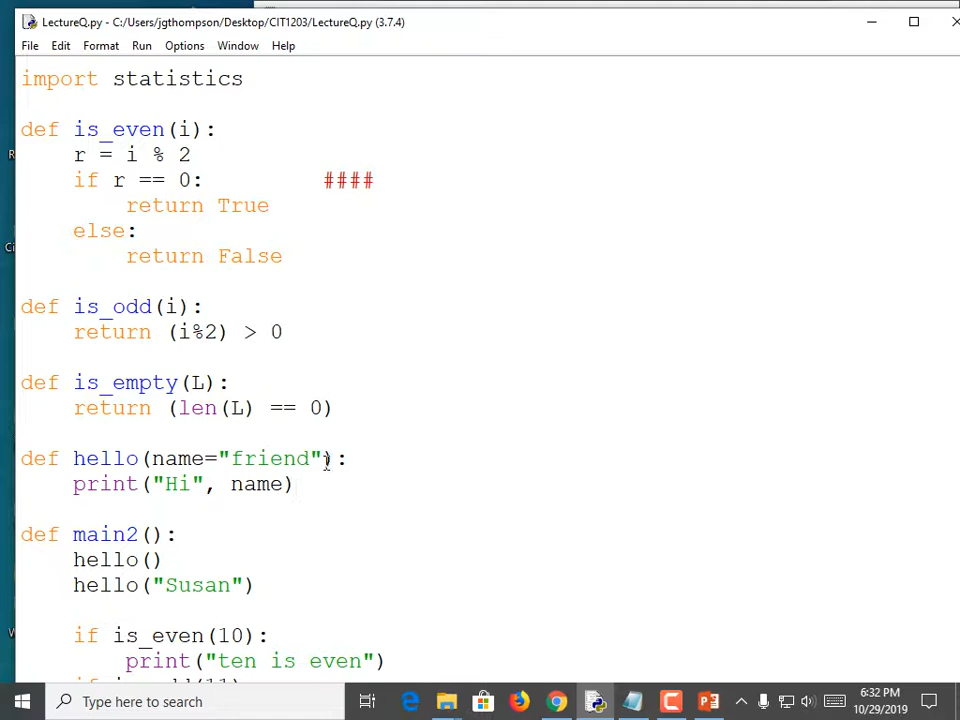 LectureQ.py - C:/Users/jgthompson/Desktop/CIT1203/LectureQ.py (3.7.4)
File Edit Format Run Options Window Help
import statistics
def is_even(i):
    r = i % 2
    if r == 0:         ####
        return True
    else:
        return False
def is_odd(i):
    return (i%2) > 0
def is_empty(L):
    return (len(L) == 0)
def hello(name="friend"):
    print("Hi", name)
def main2():
    hello()
    hello("Susan")
    if is_even(10):
        print("ten is even")
Type here to search
6:32 PM
10/29/2019